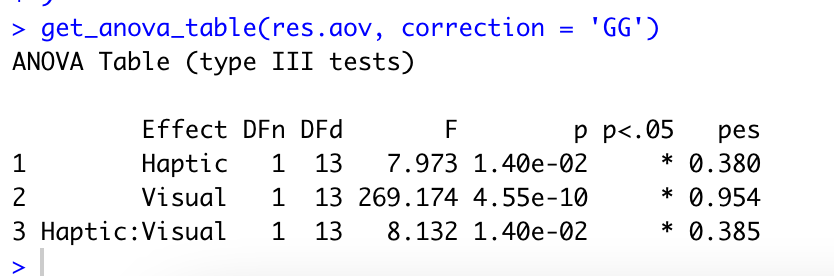 > get_anova_table(res.aov, correction = 'GG')
ANOVA Table (type III tests)
Effect DFn DFd F p p<.05 pes
1 Haptic 1 13 7.973 1.40e-02 * 0.380
2 Visual 1 13 269.174 4.55e-10 * 0.954
3 Haptic:Visual 1 13 8.132 1.40e-02 * 0.385
>